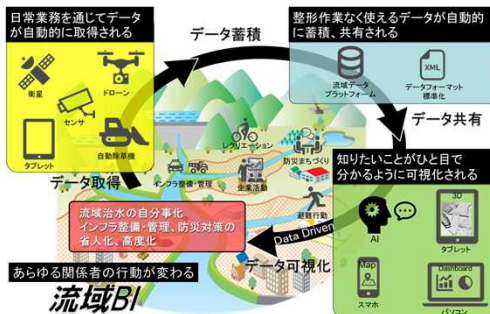 日常業務を通じてデータ
が自動的に取得される
衛星
ドローン
センサ
タブレット
自動除草機
データ蓄積
整形作業なく使えるデータが自動的
に蓄積、共有される
流域データ
プラットフォーム
XML
データフォーマット
標準化
データ共有
知りたいことがひと目で
分かるように可視化される
AI
3D
タブレット
Map
スマホ
Dashboard
パソコン
データ取得
レクリエーション
防災まちづくり
インフラ整備・管理
企業活動
避難行動
流域治水の自分事化
インフラ整備・管理、防災対策の
省人化、高度化
Data Driven
データ可視化
あらゆる関係者の行動が変わる
流域BI